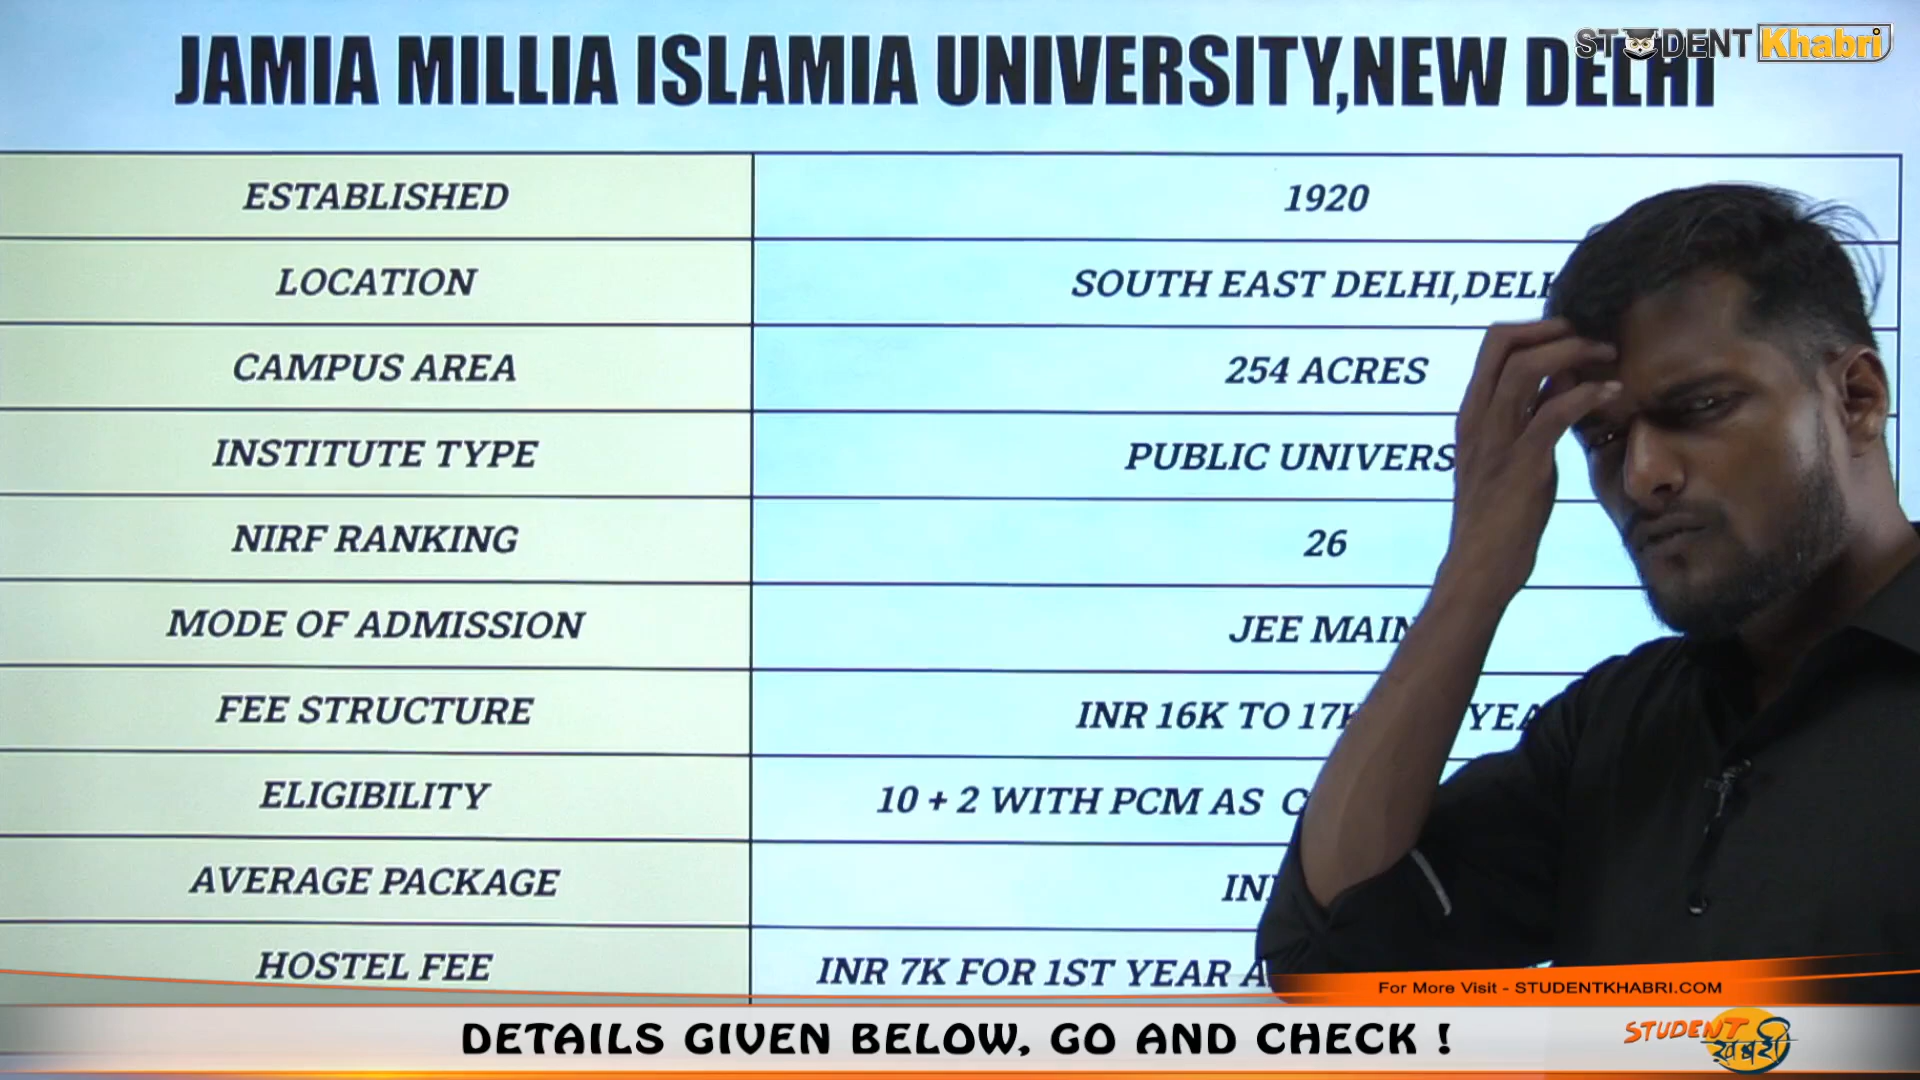 JAMIA MILLIA ISLAMIA UNIVERSITY,NEW DELHI
STUDENT Khabri
ESTABLISHED 1920
LOCATION SOUTH EAST DELHI,
CAMPUS AREA 254 ACRES
INSTITUTE TYPE PUBLIC
NIRF RANKING 26
MODE OF ADMISSION JEE MAIN
FEE STRUCTURE INR 16K TO
ELIGIBILITY 10 + 2 WITH PCM AS
AVERAGE PACKAGE
HOSTEL FEE INR 7K FOR 1ST YEAR
For More Visit - STUDENTKHABRI.COM
DETAILS GIVEN BELOW, GO AND CHECK !
STUDENT
खबरी